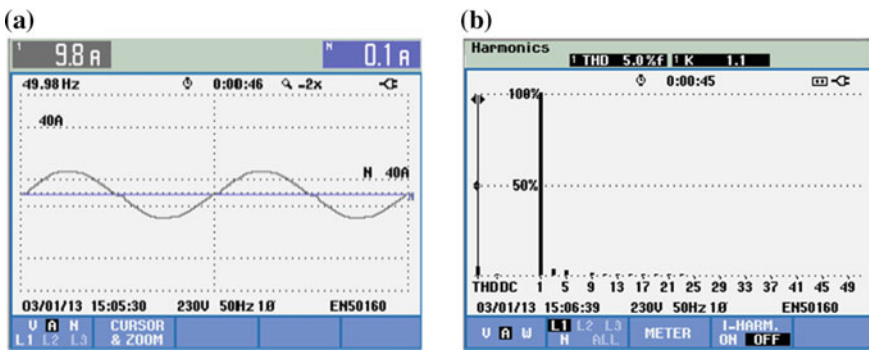 (a)
1 9.8 A N 0.1 A
49.98 Hz 0:00:46 -2x
40A
N 40A
N
03/01/13 15:05:30 230V 50Hz 1Ø EN50160
V A N
L1 L2 L3
CURSOR
& ZOOM
(b)
Harmonics
1 THD 5.0%f 1 K 1.1
0:00:45
100%
50%
THDDC 1 5 9 13 17 21 25 29 33 37 41 45 49
03/01/13 15:06:39 230V 50Hz 1Ø EN50160
V A W
L1 L2 L3
N ALL
METER
I-HARM.
ON OFF